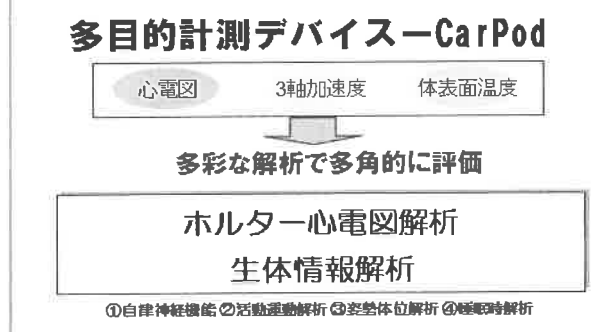 多目的計測デバイスーCarPod
心電図 3軸加速度 体表面温度
多彩な解析で多角的に評価
ホルター心電図解析
生体情報解析
①自律神経機能②活動運動解析③姿勢体位解析④睡眠時解析